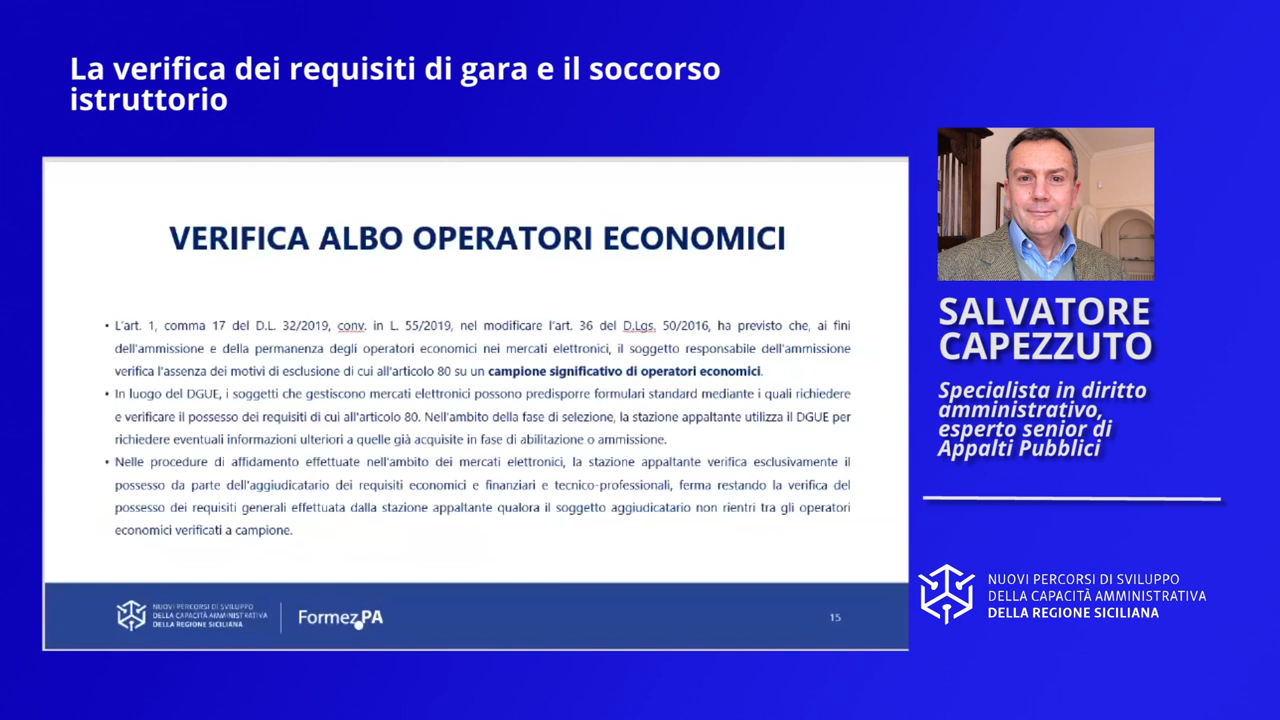 La verifica dei requisiti di gara e il soccorso
istruttorio
VERIFICA ALBO OPERATORI ECONOMICI
• L'art. 1, comma 17 del D.L. 32/2019, conv. in L. 55/2019, nel modificare l'art. 36 del D.Lgs. 50/2016, ha previsto che, ai fini
dell'ammissione e della permanenza degli operatori economici nei mercati elettronici, il soggetto responsabile dell'ammissione
verifica l'assenza dei motivi di esclusione di cui all'articolo 80 su un campione significativo di operatori economici.
• In luogo del DGUE, i soggetti che gestiscono mercati elettronici possono predisporre formulari standard mediante i quali richiedere
e verificare il possesso dei requisiti di cui all'articolo 80. Nell'ambito della fase di selezione, la stazione appaltante utilizza il DGUE per
richiedere eventuali informazioni ulteriori a quelle già acquisite in fase di abilitazione o ammissione.
• Nelle procedure di affidamento effettuate nell'ambito dei mercati elettronici, la stazione appaltante verifica esclusivamente il
possesso da parte dell'aggiudicatario dei requisiti economici e finanziari e tecnico-professionali, ferma restando la verifica del
possesso dei requisiti generali effettuata dalla stazione appaltante qualora il soggetto aggiudicatario non rientri tra gli operatori
economici verificati a campione.
NUOVI PERCORSI DI SVILUPPO
DELLA CAPACITÀ AMMINISTRATIVA
DELLA REGIONE SICILIANA
Formez PA
15
SALVATORE
CAPEZZUTO
Specialista in diritto
amministrativo,
esperto senior di
Appalti Pubblici
NUOVI PERCORSI DI SVILUPPO
DELLA CAPACITÀ AMMINISTRATIVA
DELLA REGIONE SICILIANA